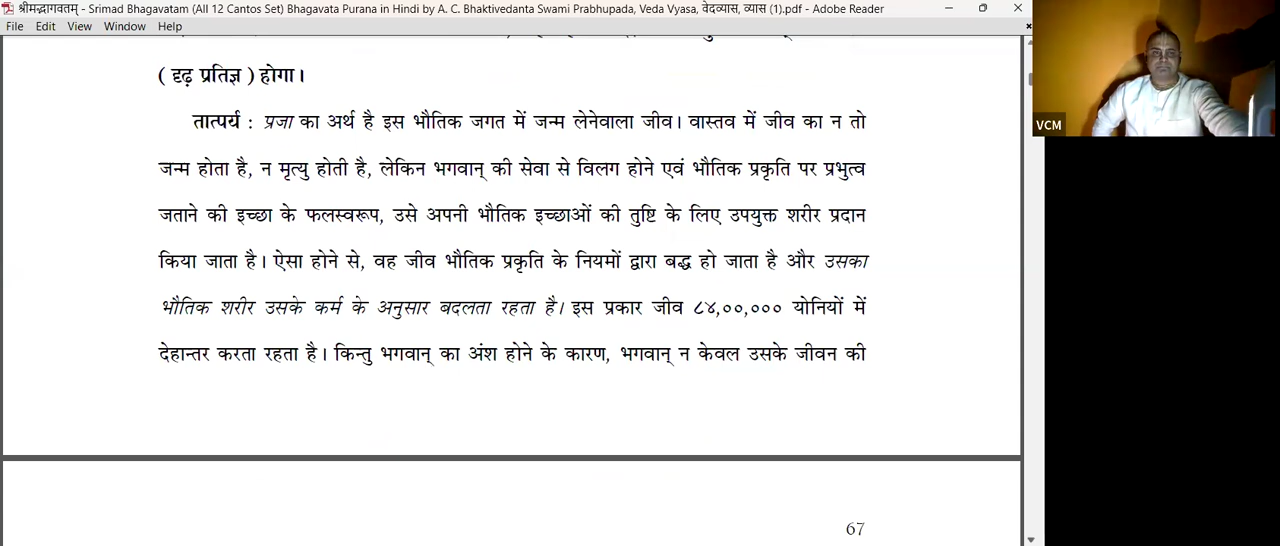 श्रीमद्भागवतम् - Srimad Bhagavatam (All 12 Cantos Set) Bhagavata Purana in Hindi by A. C. Bhaktivedanta Swami Prabhupada, Veda Vyasa, वेदव्यास, व्यास (1).pdf - Adobe Reader
File Edit View Window Help
( दृढ़ प्रतिज्ञ ) होगा।
तात्पर्य : प्रजा का अर्थ है इस भौतिक जगत में जन्म लेनेवाला जीव। वास्तव में जीव का न तो
जन्म होता है, न मृत्यु होती है, लेकिन भगवान् की सेवा से विलग होने एवं भौतिक प्रकृति पर प्रभुत्व
जताने की इच्छा के फलस्वरूप, उसे अपनी भौतिक इच्छाओं की तुष्टि के लिए उपयुक्त शरीर प्रदान
किया जाता है। ऐसा होने से, वह जीव भौतिक प्रकृति के नियमों द्वारा बद्ध हो जाता है और उसका
भौतिक शरीर उसके कर्म के अनुसार बदलता रहता है। इस प्रकार जीव ८४,००,००० योनियों में
देहान्तर करता रहता है। किन्तु भगवान् का अंश होने के कारण, भगवान् न केवल उसके जीवन की
67
VCM